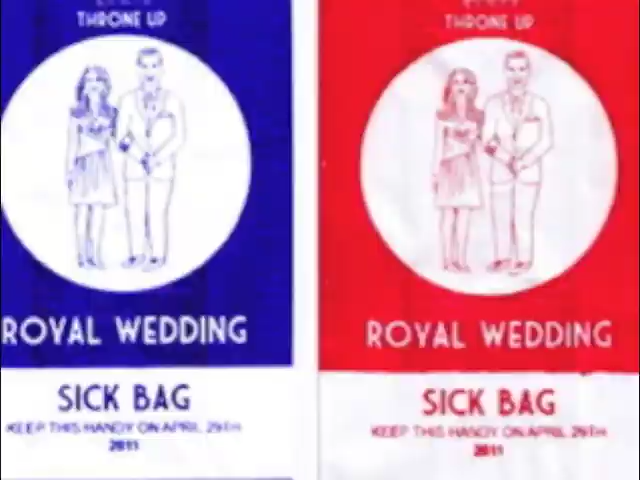 THRONE UP
ROYAL WEDDING
SICK BAG
KEEP THIS HANDY ON APRIL 29TH
2011
THRONE UP
ROYAL WEDDING
SICK BAG
KEEP THIS HANDY ON APRIL 29TH
2011